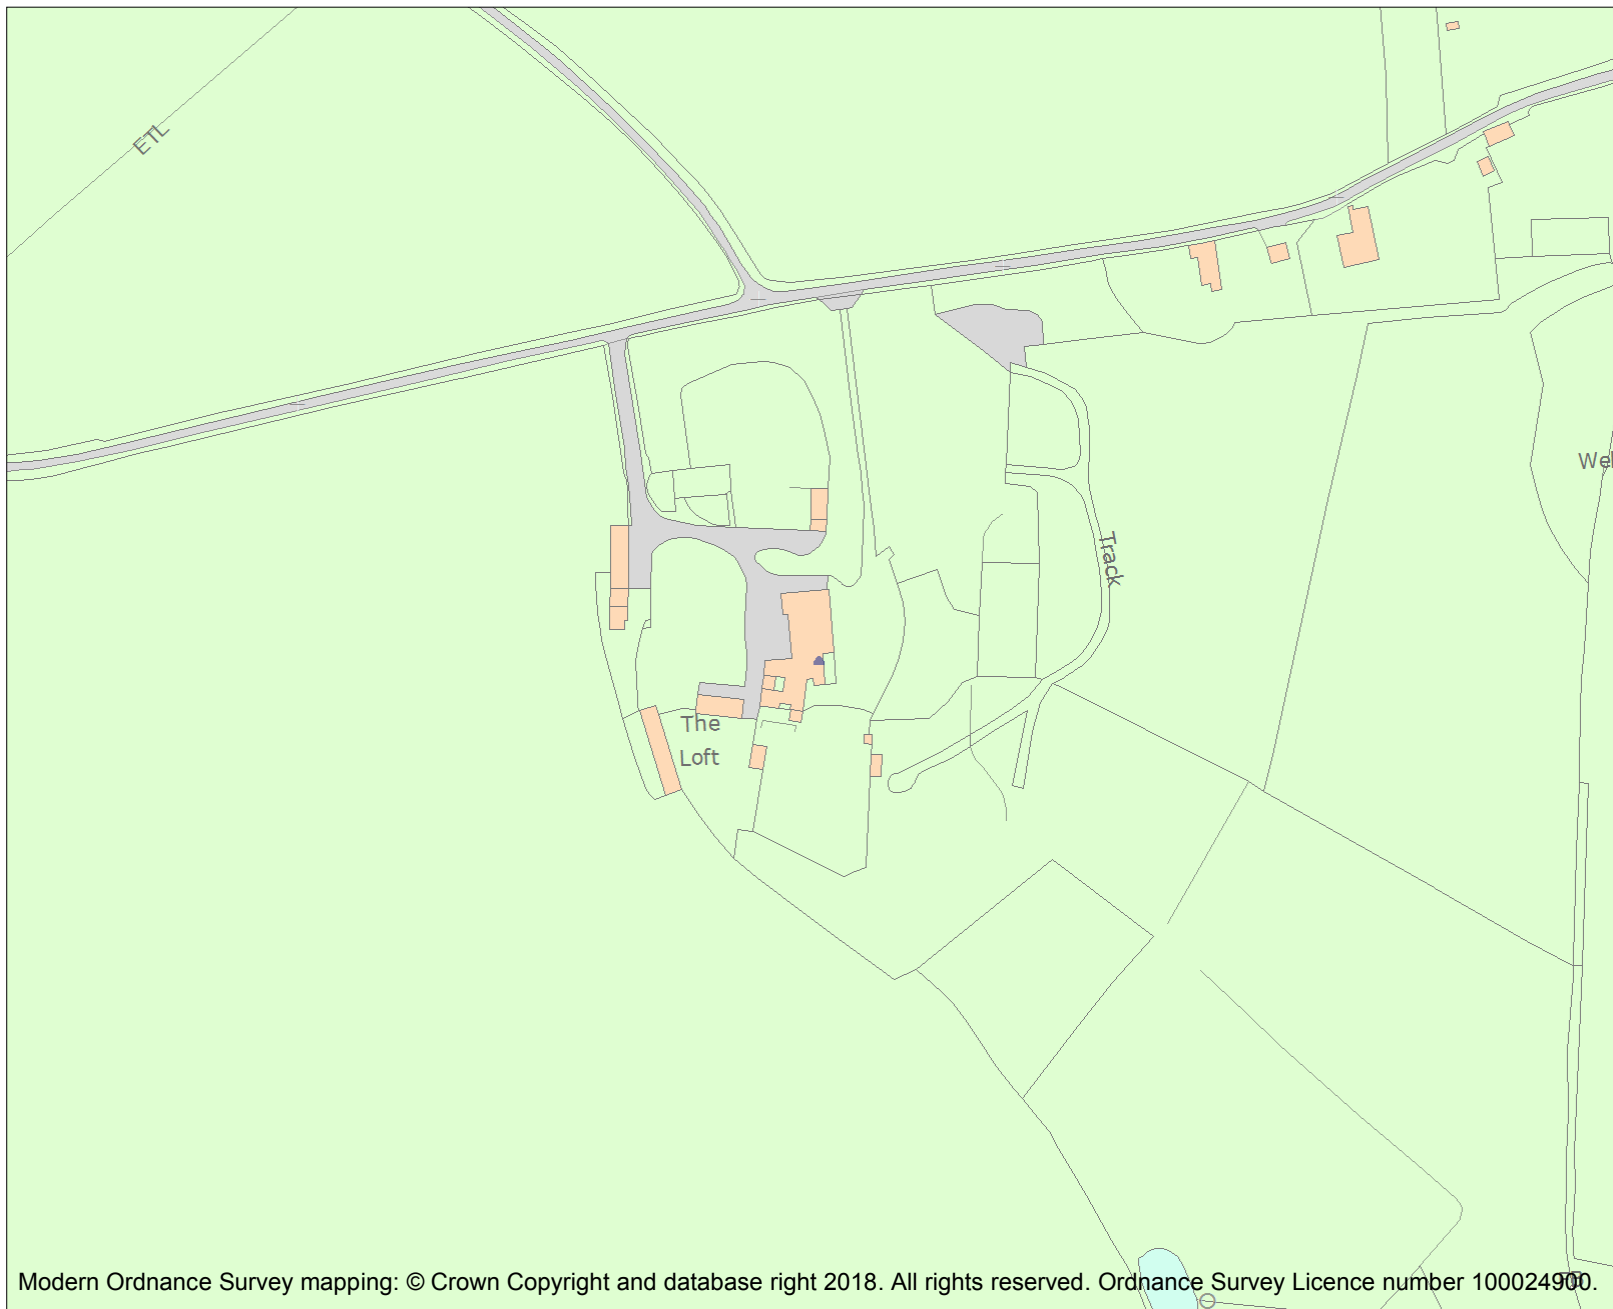 ETL
Track
The
Loft
Modern Ordnance Survey mapping: © Crown Copyright and database right 2018. All rights reserved. Ordnance Survey Licence number 100024900.